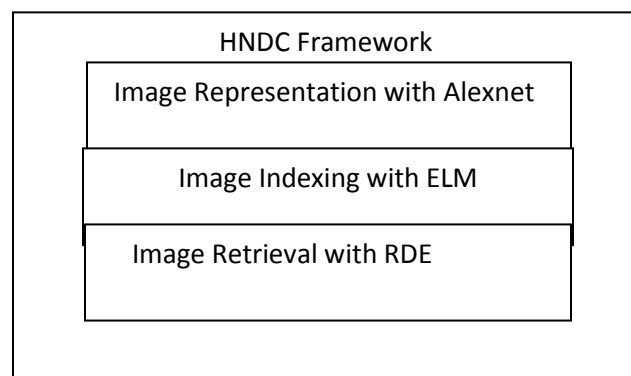 HNDC Framework
Image Representation with Alexnet
Image Indexing with ELM
Image Retrieval with RDE